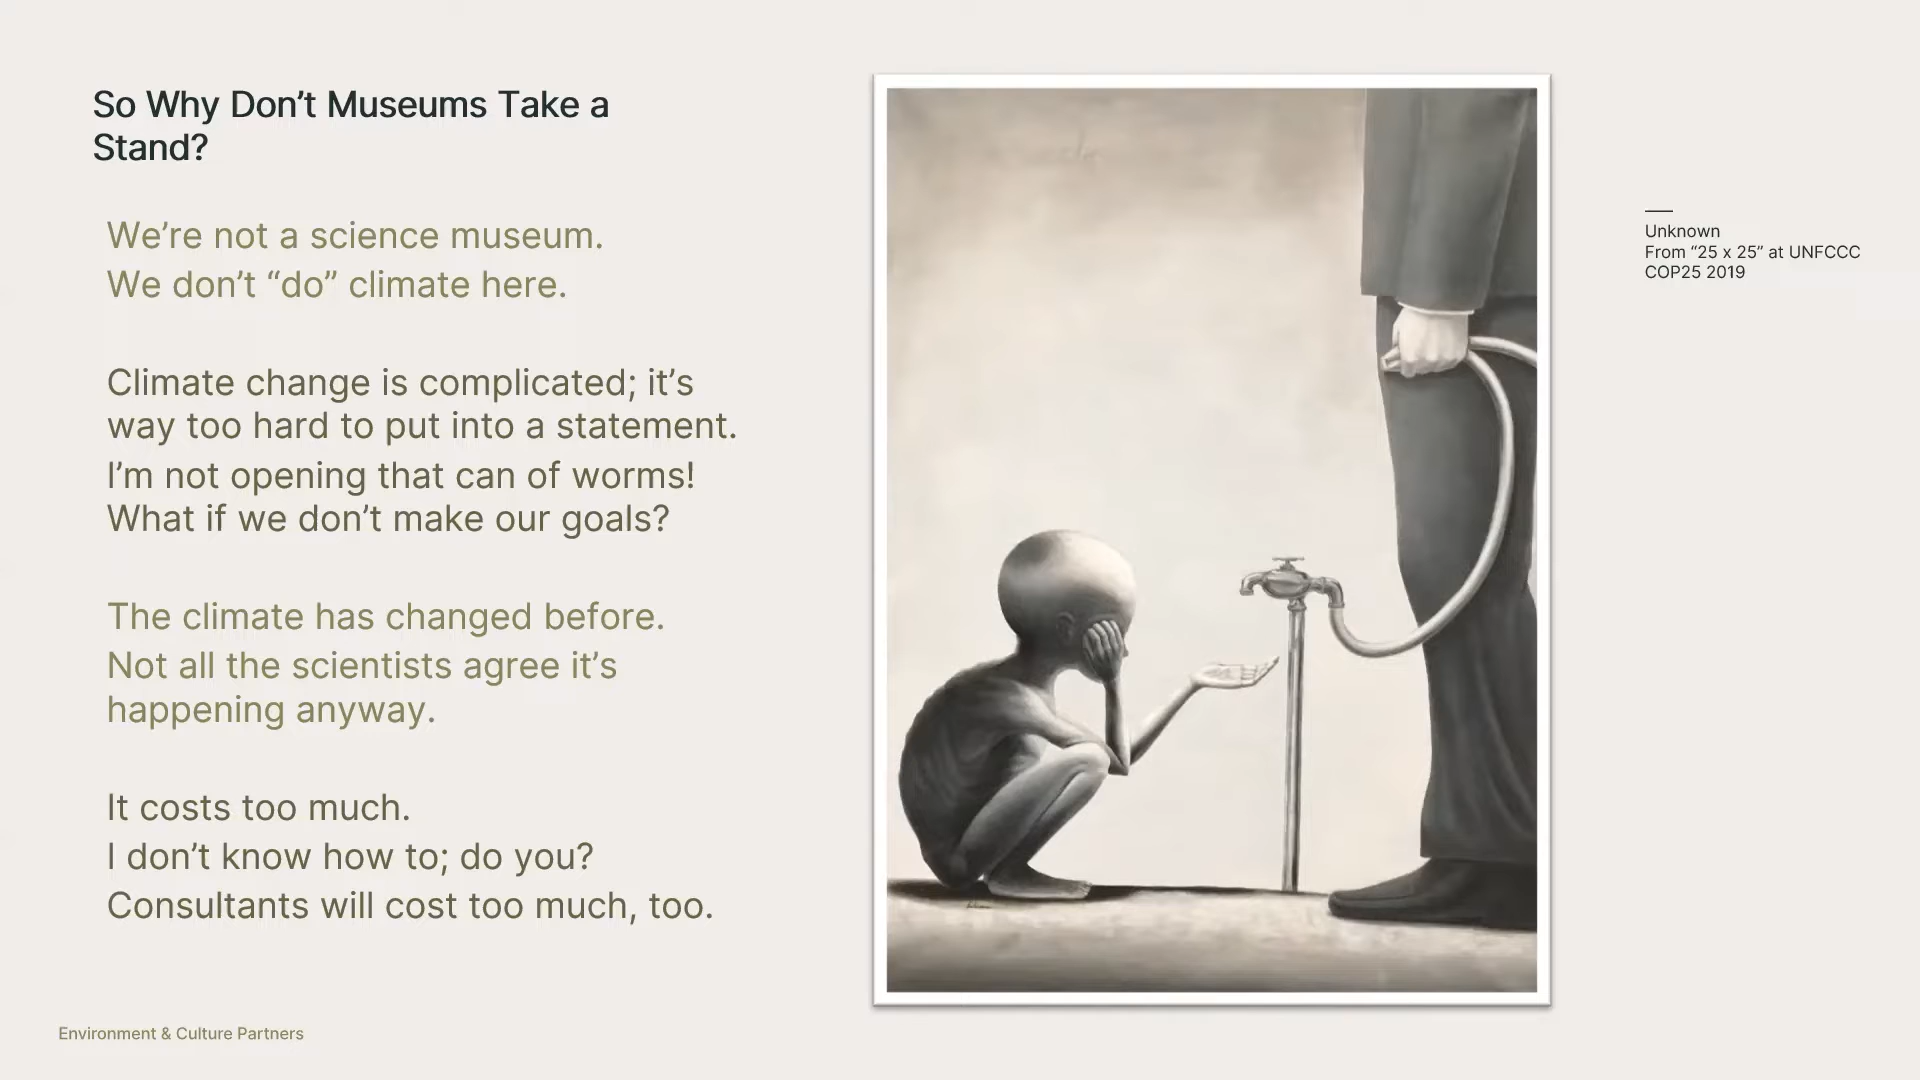 So Why Don’t Museums Take a
Stand?
We’re not a science museum.
We don’t “do” climate here.
Climate change is complicated; it’s
way too hard to put into a statement.
I’m not opening that can of worms!
What if we don’t make our goals?
The climate has changed before.
Not all the scientists agree it’s
happening anyway.
It costs too much.
I don’t know how to; do you?
Consultants will cost too much, too.
Unknown
From “25 x 25” at UNFCCC
COP25 2019
Environment & Culture Partners